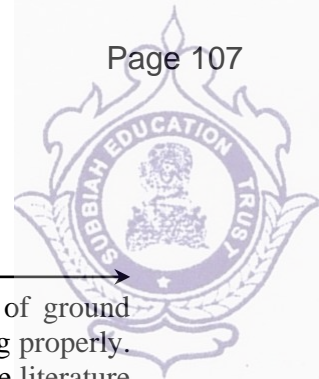 Page 107
SUBBIAH EDUCATION TRUST
of ground
g properly.
e literature